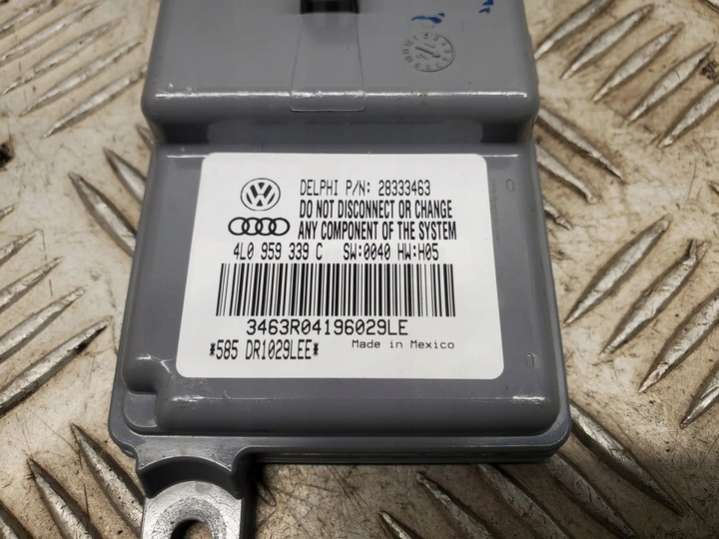 DELPHI P/N: 28333463
DO NOT DISCONNECT OR CHANGE
ANY COMPONENT OF THE SYSTEM
4L0 959 339 C SW:0040 HW:H05
3463R04196029LE
*585 DR1029LEE* Made in Mexico